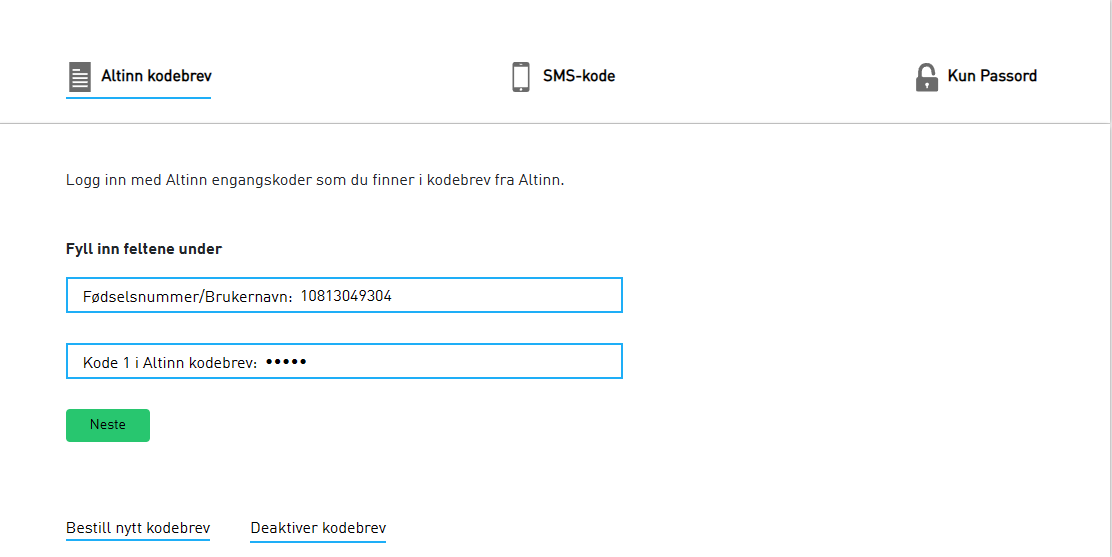 Altinn kodebrev
SMS-kode
Kun Passord
Logg inn med Altinn engangskoder som du finner i kodebrev fra Altinn.
Fyll inn feltene under
Fødselsnummer/Brukernavn: 10813049304
Kode 1 i Altinn kodebrev: •••••
Neste
Bestill nytt kodebrev
Deaktiver kodebrev